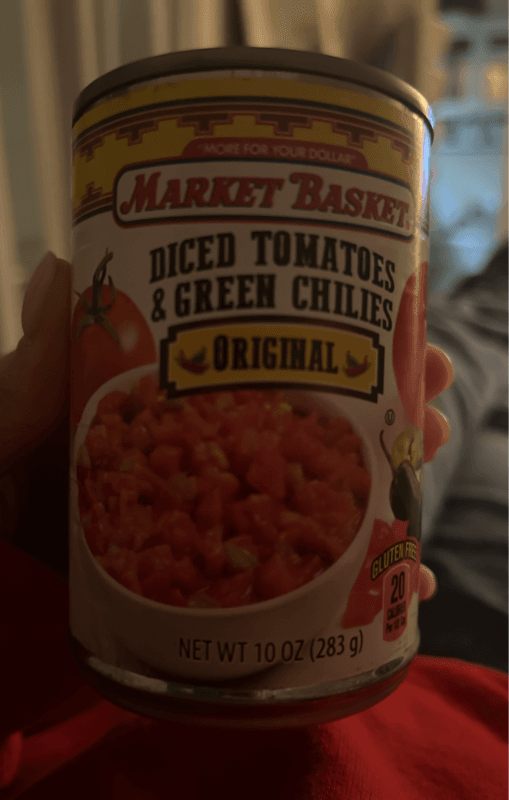 "MORE FOR YOUR DOLLAR"
MARKET BASKET
DICED TOMATOES
& GREEN CHILIES
ORIGINAL
GLUTEN FREE
20
CALORIES
NET WT 10 OZ (283 g)